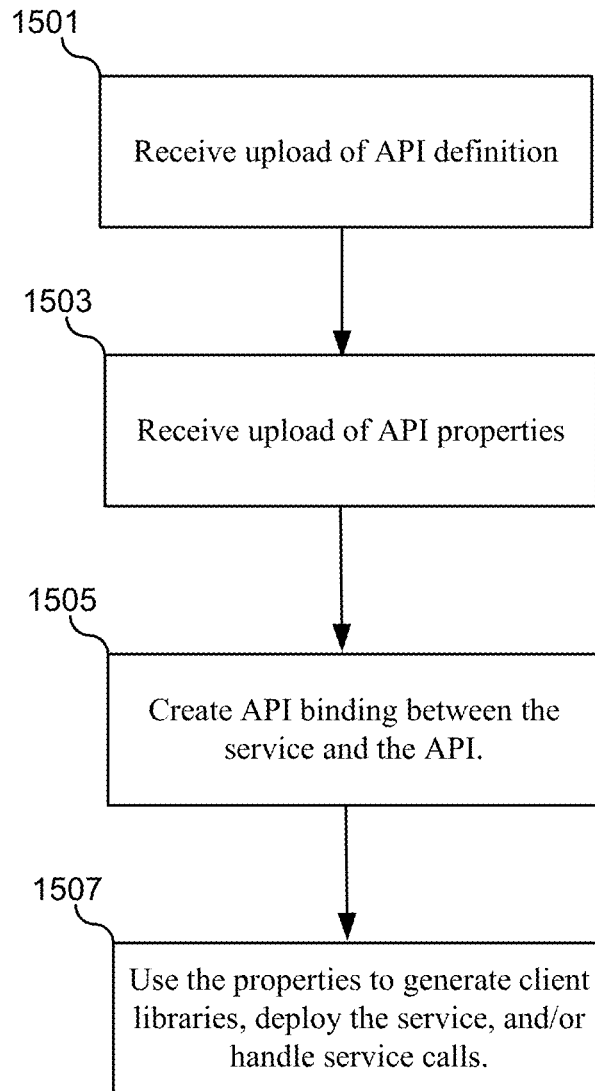 1501
Receive upload of API definition
1503
Receive upload of API properties
1505
Create API binding between the
service and the API.
1507
Use the properties to generate client
libraries, deploy the service, and/or
handle service calls.